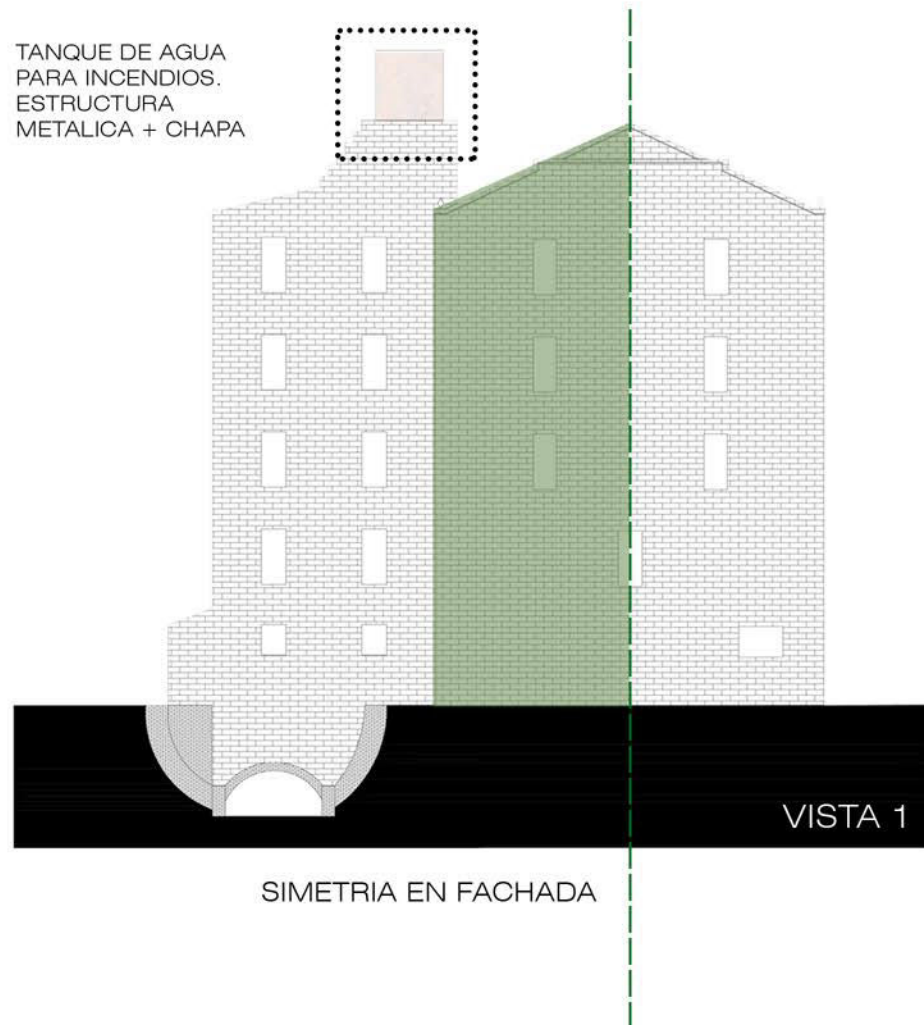 TANQUE DE AGUA
PARA INCENDIOS.
ESTRUCTURA
METALICA + CHAPA
VISTA 1
SIMETRIA EN FACHADA